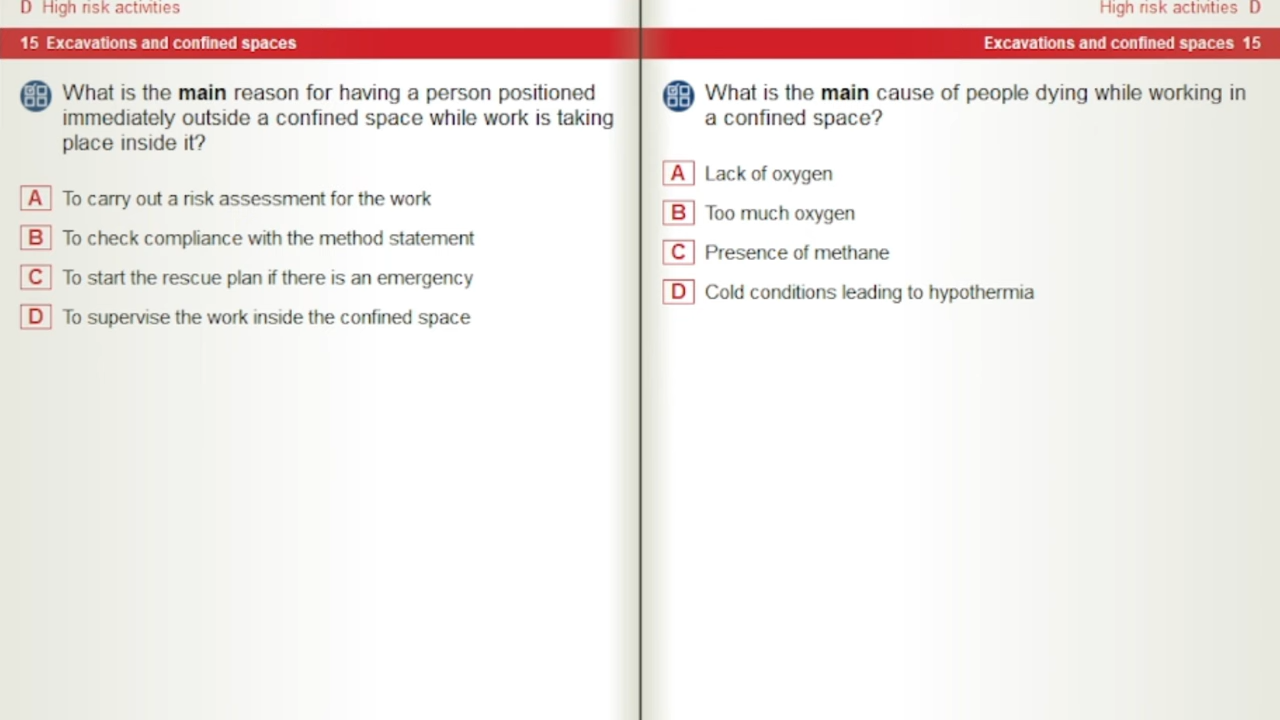 D High risk activities
15 Excavations and confined spaces
What is the main reason for having a person positioned
immediately outside a confined space while work is taking
place inside it?
A To carry out a risk assessment for the work
B To check compliance with the method statement
C To start the rescue plan if there is an emergency
D To supervise the work inside the confined space
High risk activities D
Excavations and confined spaces 15
What is the main cause of people dying while working in
a confined space?
A Lack of oxygen
B Too much oxygen
C Presence of methane
D Cold conditions leading to hypothermia